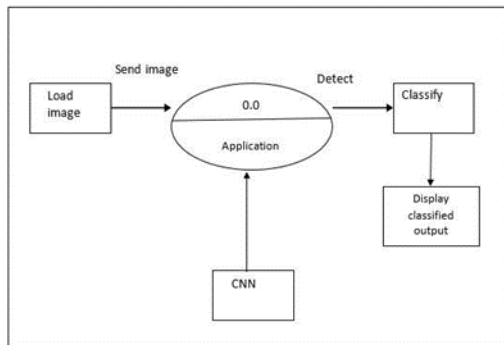 Send image
Load
image
0.0
Application
Detect
Classify
Display
classified
output
CNN